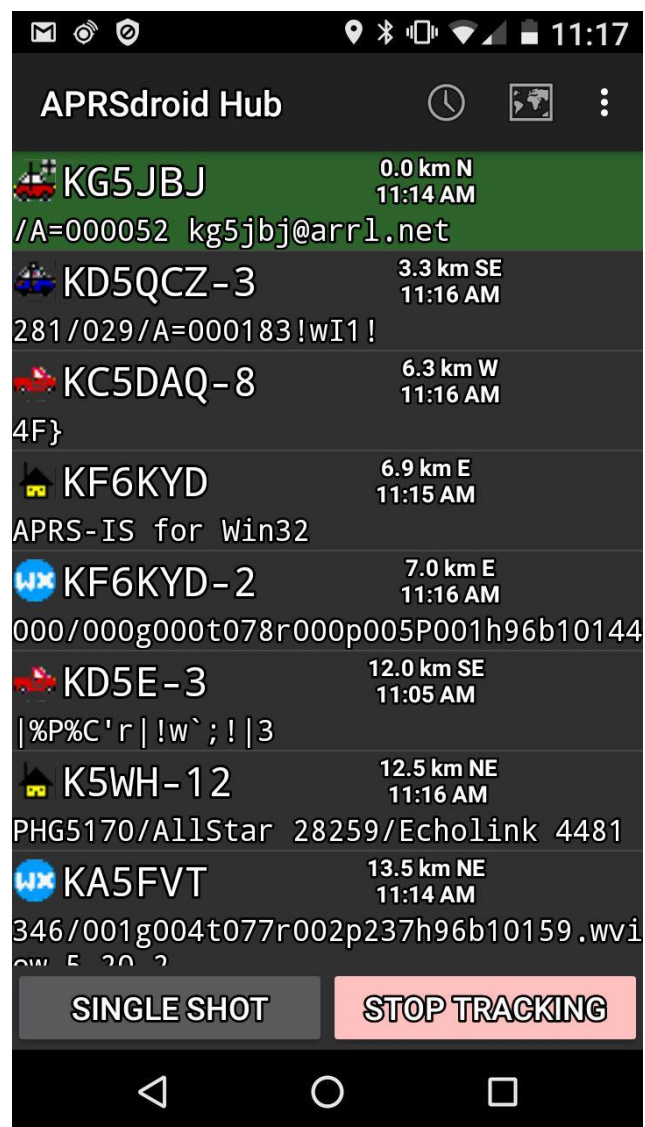 11:17
APRSdroid Hub
KG5JBJ
0.0 km N
11:14 AM
/A=000052 kg5jbj@arrl.net
KD5QCZ-3
3.3 km SE
11:16 AM
281/029/A=000183!wI1!
KC5DAQ-8
6.3 km W
11:16 AM
4F}
KF6KYD
6.9 km E
11:15 AM
APRS-IS for Win32
WX
KF6KYD-2
7.0 km E
11:16 AM
000/000g000t078r000p005P001h96b10144
KD5E-3
12.0 km SE
11:05 AM
|%P%C'r|!w`;!|3
K5WH-12
12.5 km NE
11:16 AM
PHG5170/AllStar 28259/Echolink 4481
WX
KA5FVT
13.5 km NE
11:14 AM
346/001g004t077r002p237h96b10159.wvi
ew_5_20_2
SINGLE SHOT
STOP TRACKING